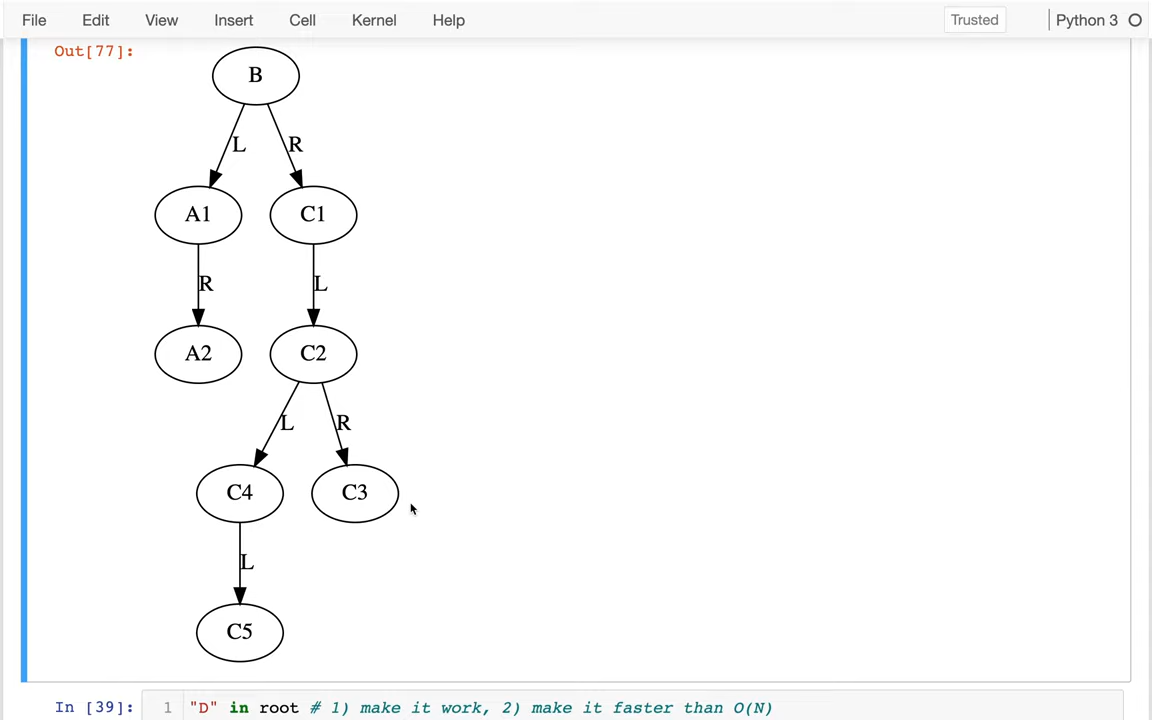 File Edit View Insert Cell Kernel Help Trusted Python 3
Out[77]:
B
L R
A1 C1
R L
A2 C2
L R
C4 C3
L
C5
In [39]: 1 "D" in root # 1) make it work, 2) make it faster than O(N)